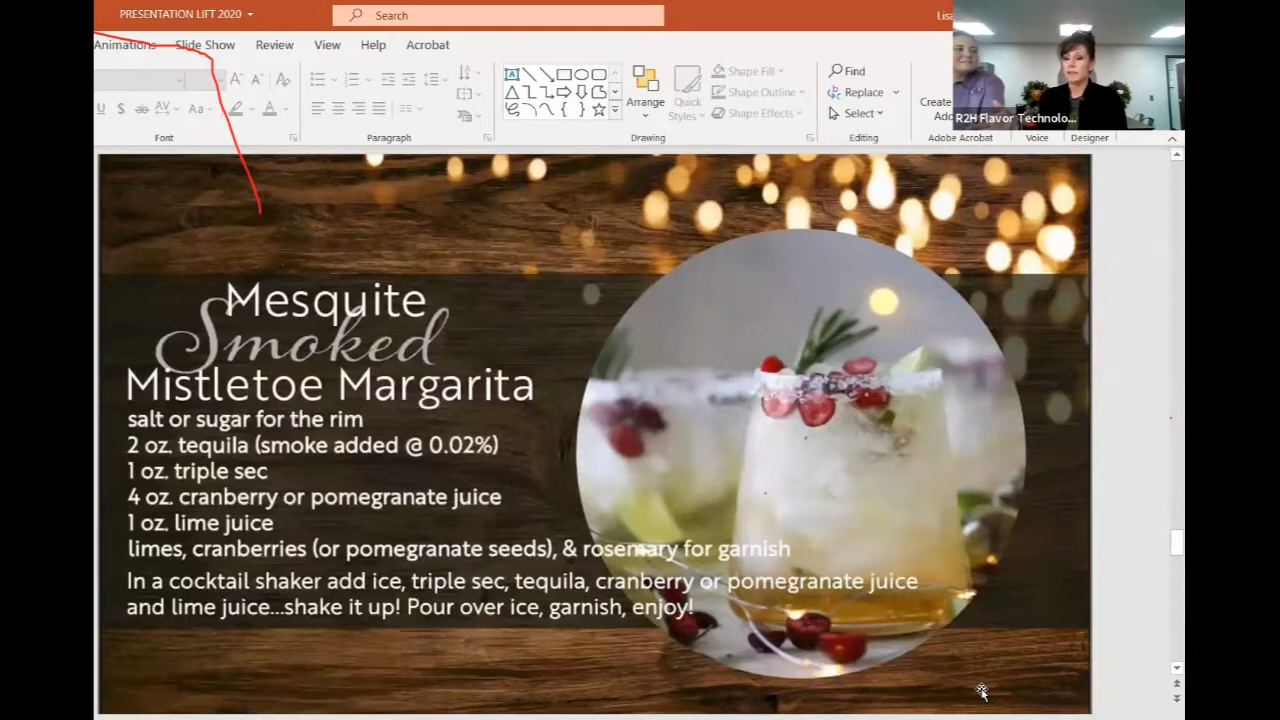 PRESENTATION LIFT 2020
Search
Lisa
Animations Slide Show Review View Help Acrobat
Find
Replace
Select
Shape Fill
Shape Outline
Shape Effects
Arrange
Quick
Styles
Create
Font
Paragraph
Drawing
Editing
Adobe Acrobat
Voice
Designer
R2H Flavor Technolo...
Mesquite
Smoked
Mistletoe Margarita
salt or sugar for the rim
2 oz. tequila (smoke added @ 0.02%)
1 oz. triple sec
4 oz. cranberry or pomegranate juice
1 oz. lime juice
limes, cranberries (or pomegranate seeds), & rosemary for garnish
In a cocktail shaker add ice, triple sec, tequila, cranberry or pomegranate juice
and lime juice...shake it up! Pour over ice, garnish, enjoy!